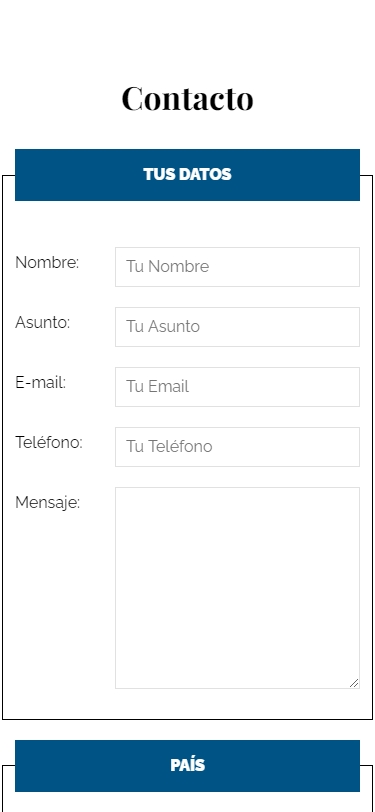 Contacto
TUS DATOS
Nombre: Tu Nombre
Asunto: Tu Asunto
E-mail: Tu Email
Teléfono: Tu Teléfono
Mensaje:
PAÍS